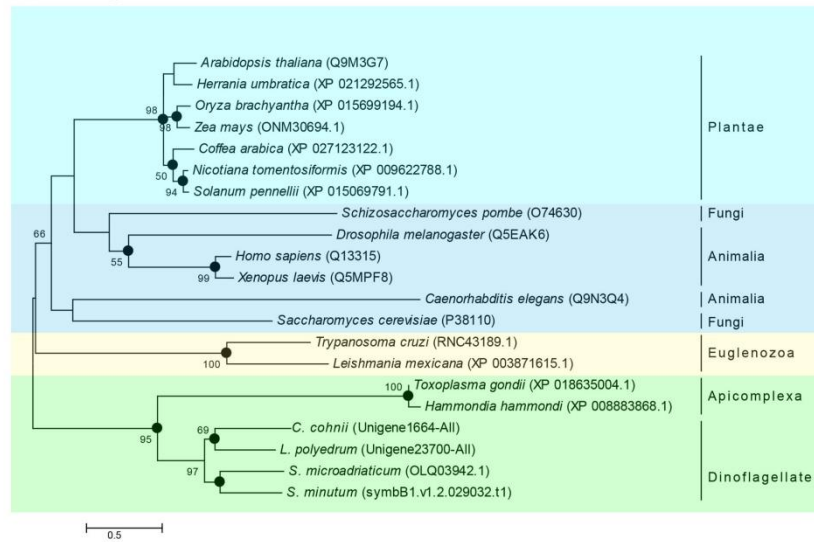 Arabidopsis thaliana (Q9M3G7)
Herrania umbratica (XP 021292565.1)
98
Oryza brachyantha (XP 015699194.1)
98
Zea mays (ONM30694.1)
Plantae
Coffea arabica (XP 027123122.1)
50
Nicotiana tomentosiformis (XP 009622788.1)
94
Solanum pennellii (XP 015069791.1)
Schizosaccharomyces pombe (O74630)
Fungi
66
Drosophila melanogaster (Q5EAK6)
55
Homo sapiens (Q13315)
Animalia
99
Xenopus laevis (Q5MPF8)
Caenorhabditis elegans (Q9N3Q4)
Animalia
Saccharomyces cerevisiae (P38110)
Fungi
Trypanosoma cruzi (RNC43189.1)
Euglenozoa
100
Leishmania mexicana (XP 003871615.1)
100
Toxoplasma gondii (XP 018635004.1)
Apicomplexa
Hammondia hammondi (XP 008883868.1)
95
69
C. cohnii (Unigene1664-All)
L. polyedrum (Unigene23700-All)
97
S. microadriaticum (OLQ03942.1)
Dinoflagellate
S. minutum (symbB1.v1.2.029032.t1)
0.5